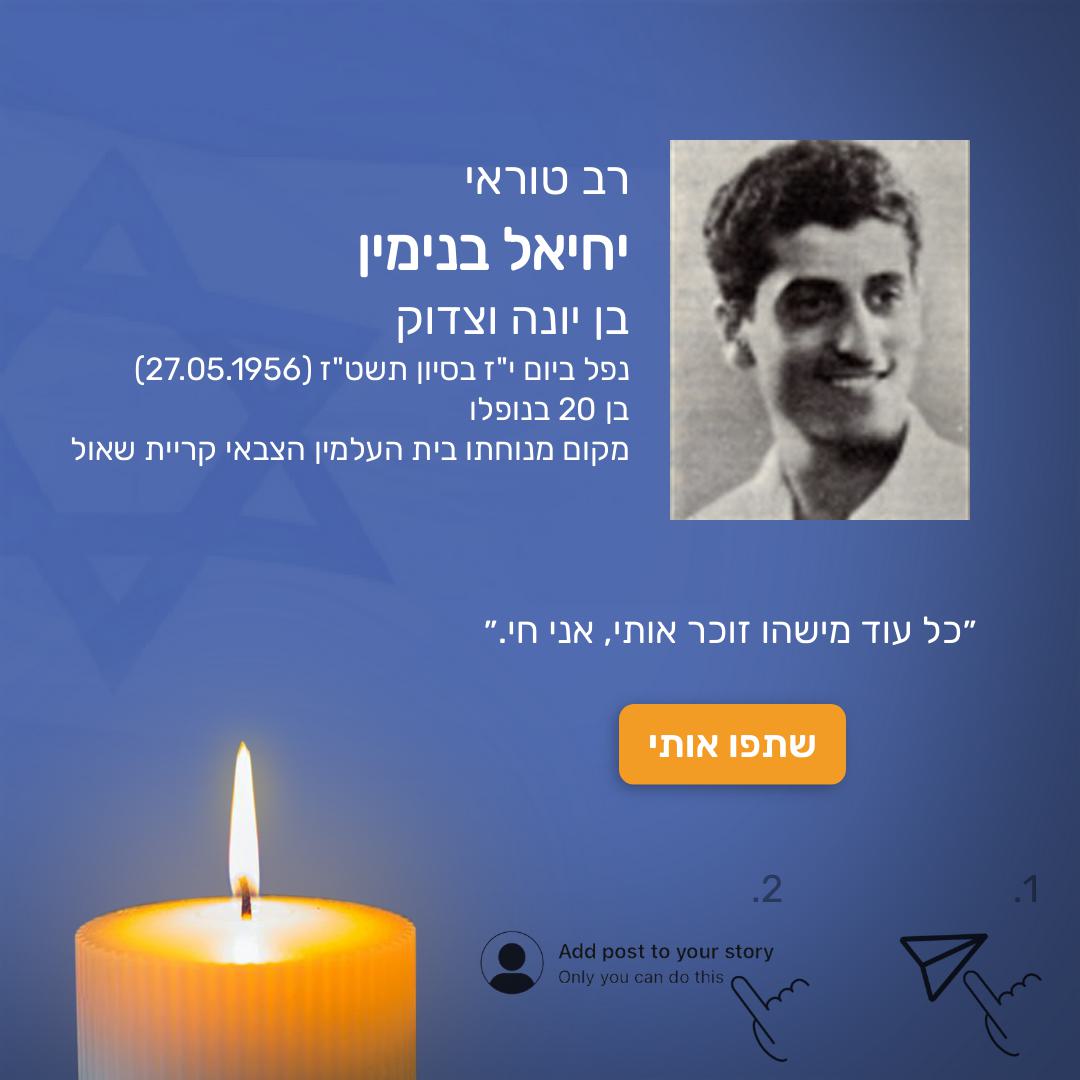 רב טוראי
יחיאל בנימין
בן יונה וצדוק
נפל ביום י"ז בסיון תשט"ז (27.05.1956)
בן 20 בנופלו
מקום מנוחתו בית העלמין הצבאי קריית שאול
״כל עוד מישהו זוכר אותי, אני חי.״
שתפו אותי
1.
2.
Add post to your story
Only you can do this